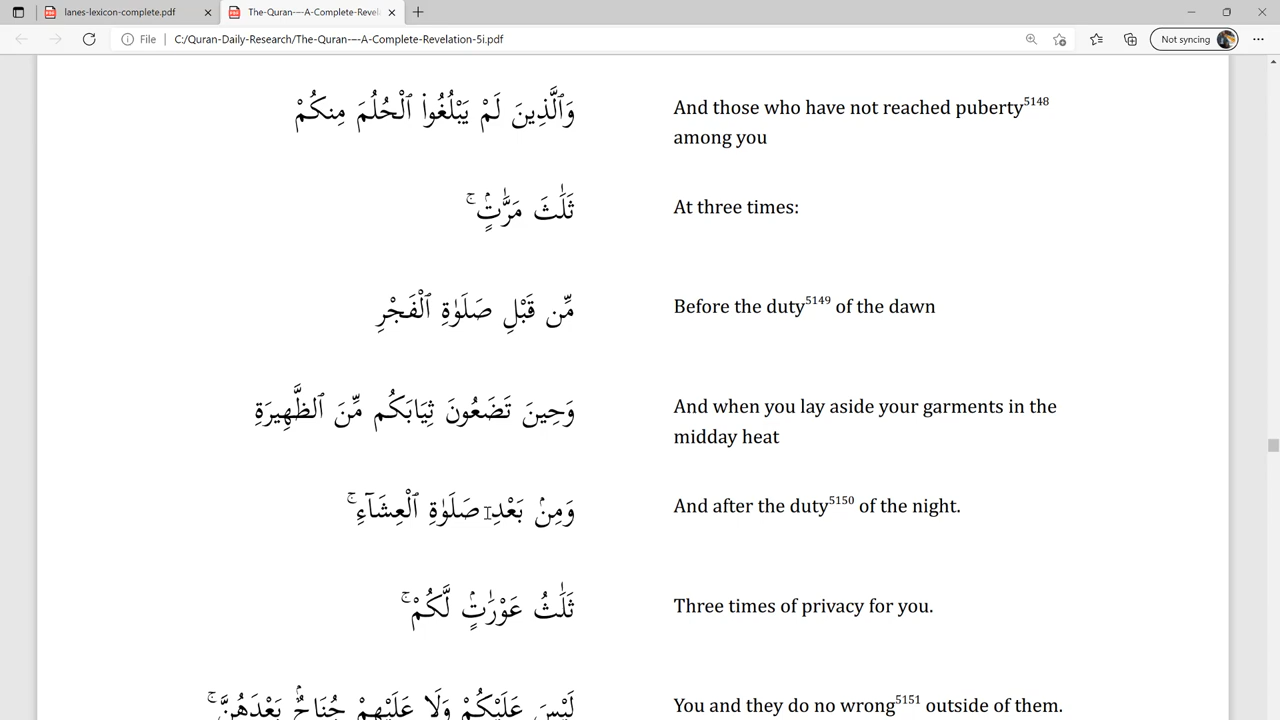 lanes-lexicon-complete.pdf
The-Quran-—A-Complete-Revel
File
C:/Quran-Daily-Research/The-Quran-—A-Complete-Revelation-5i.pdf
Not syncing
وَٱلَّذِينَ لَمْ يَبْلُغُوا۟ ٱلْحُلُمَ مِنكُمْ
And those who have not reached puberty5148
among you
ثَلَٰثَ مَرَّٰتٍۢ ۚ
At three times:
مِّن قَبْلِ صَلَوٰةِ ٱلْفَجْرِ
Before the duty5149 of the dawn
وَحِينَ تَضَعُونَ ثِيَابَكُم مِّنَ ٱلظَّهِيرَةِ
And when you lay aside your garments in the
midday heat
وَمِنۢ بَعْدِ صَلَوٰةِ ٱلْعِشَآءِ ۚ
And after the duty5150 of the night.
ثَلَٰثُ عَوْرَٰتٍۢ لَّكُمْ ۚ
Three times of privacy for you.
لَيْسَ عَلَيْكُمْ وَلَا عَلَيْهِمْ جُنَاحٌۢ بَعْدَهُنَّ ۚ
You and they do no wrong5151 outside of them.